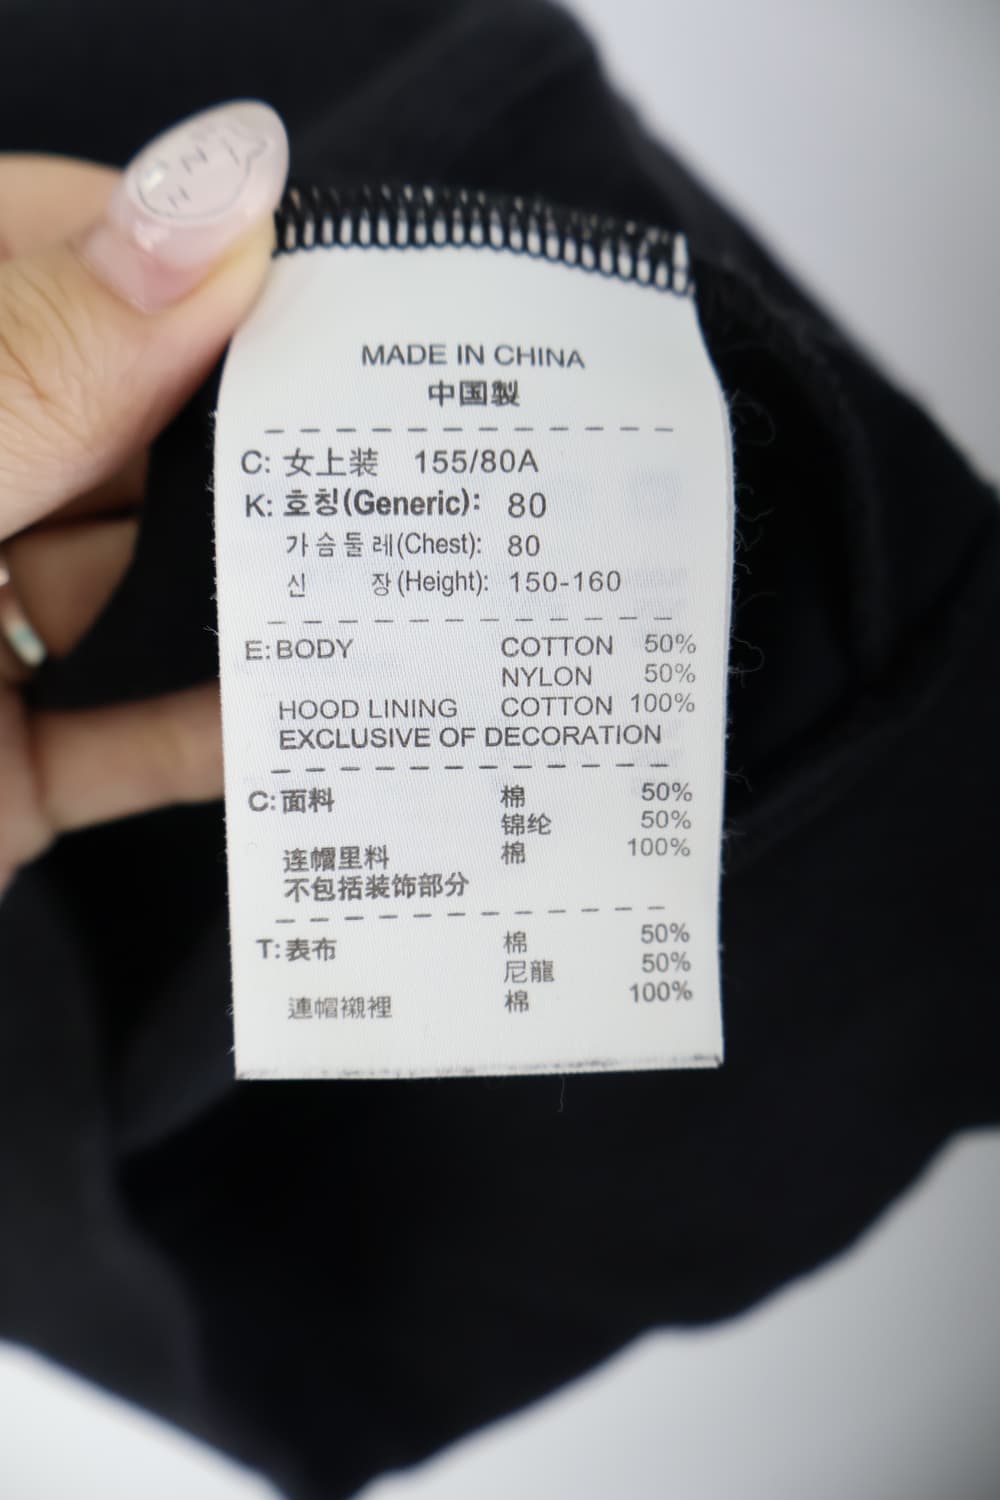 MADE IN CHINA
中国製
C: 女上装 155/80A
K: 호칭(Generic): 80
가슴둘레(Chest): 80
신 장(Height): 150-160
E: BODY COTTON 50%
NYLON 50%
HOOD LINING COTTON 100%
EXCLUSIVE OF DECORATION
C: 面料 棉 50%
锦纶 50%
连帽里料 棉 100%
不包括装饰部分
T: 表布 棉 50%
尼龍 50%
連帽襯裡 棉 100%